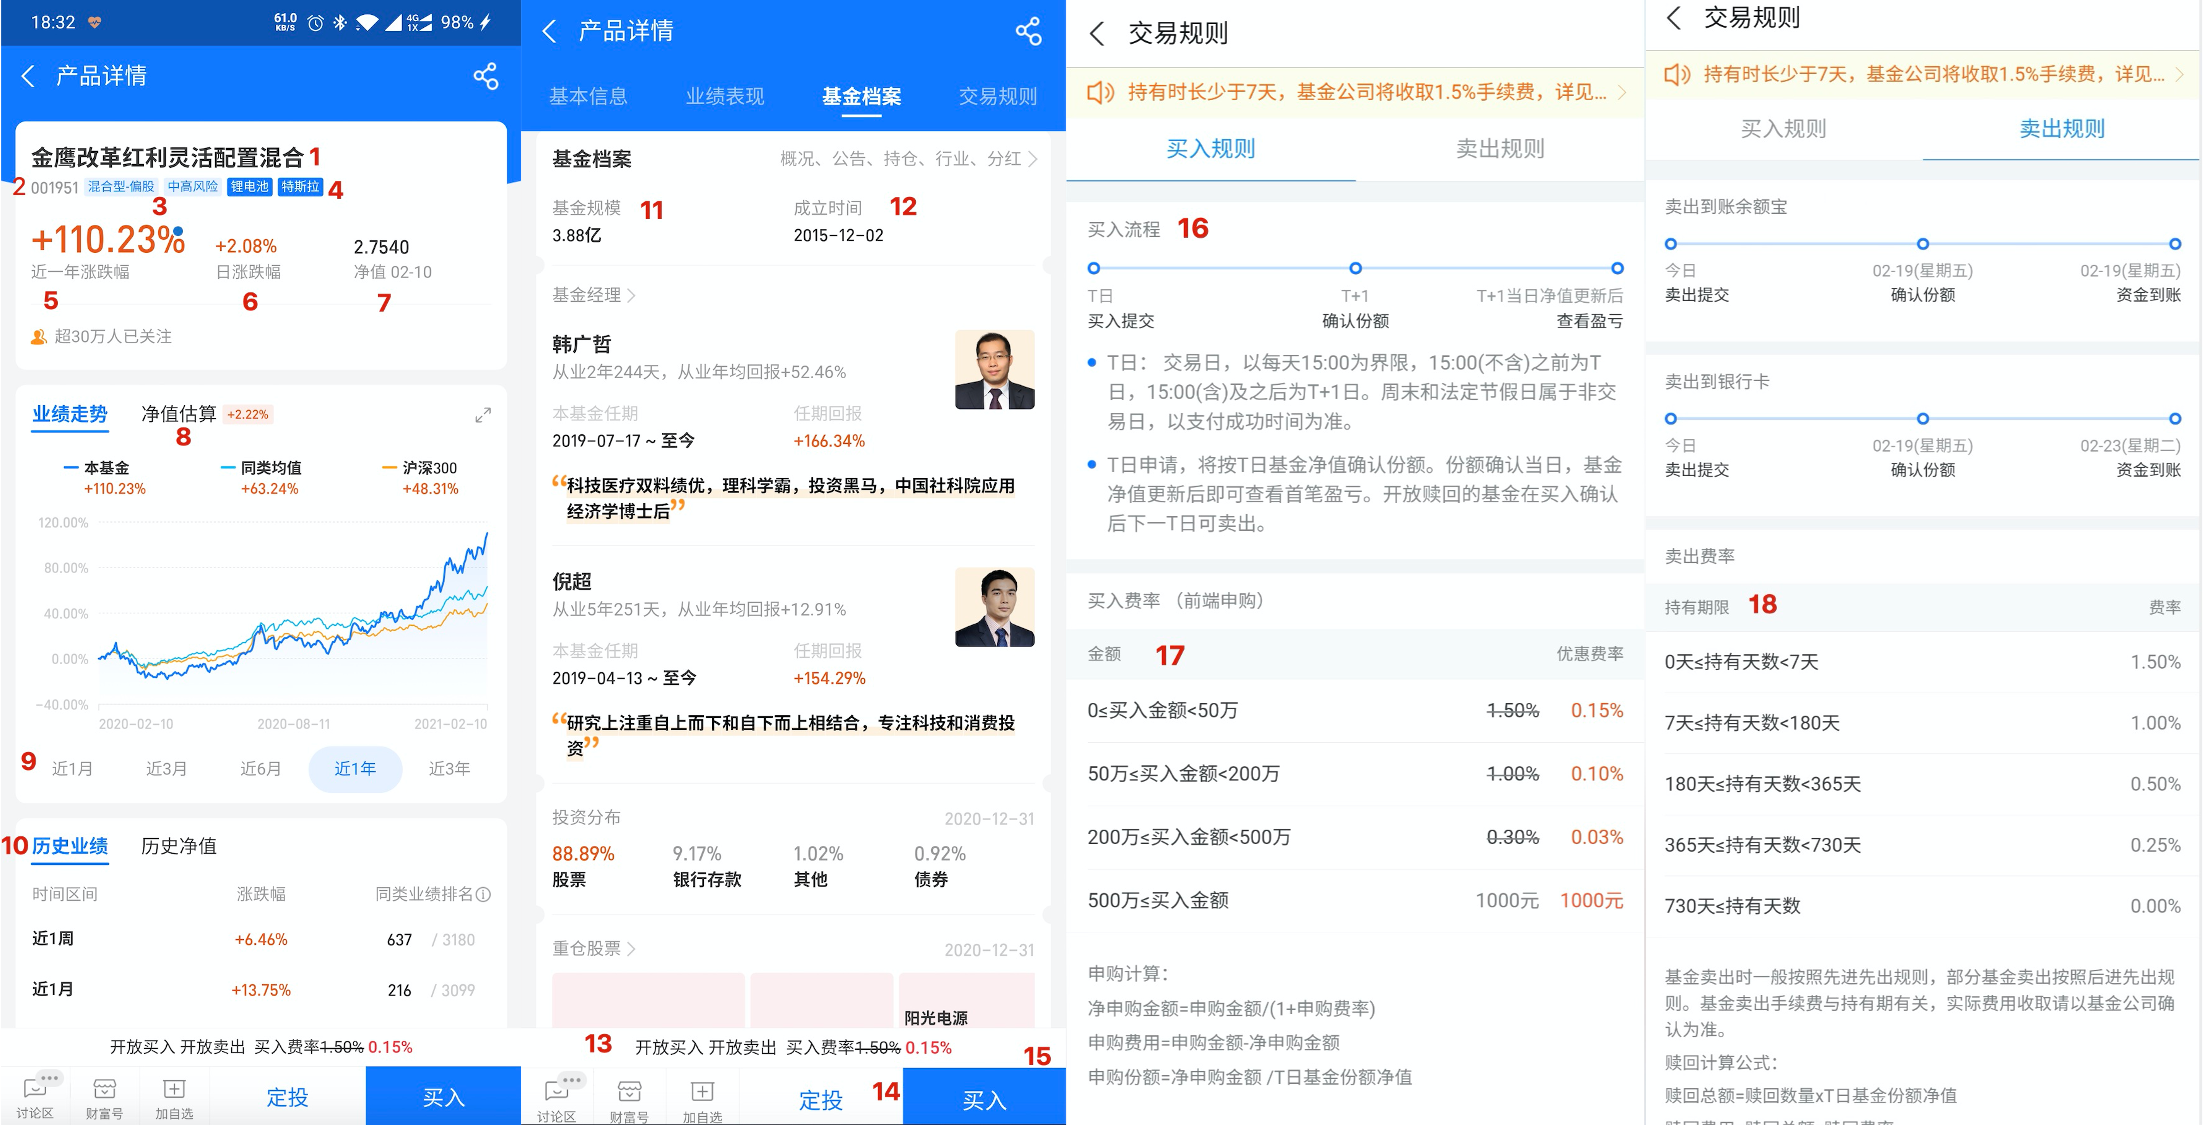 18:32 61.0 KB/S 4G 1X 98%
产品详情
金鹰改革红利灵活配置混合 1
2 001951 混合型-偏股 中高风险 锂电池 特斯拉 4
3
+110.23% +2.08% 2.7540
近一年涨跌幅 日涨跌幅 净值 02-10
5 6 7
超30万人已关注
业绩走势 净值估算 +2.22%
8
本基金 同类均值 沪深300
+110.23% +63.24% +48.31%
120.00%
80.00%
40.00%
0.00%
-40.00%
2020-02-10 2020-08-11 2021-02-10
9 近1月 近3月 近6月 近1年 近3年
10 历史业绩 历史净值
时间区间 涨跌幅 同类业绩排名
近1周 +6.46% 637 / 3180
近1月 +13.75% 216 / 3099
开放买入 开放卖出 买入费率1.50% 0.15%
讨论区 财富号 加自选 定投 买入
产品详情
基本信息 业绩表现 基金档案 交易规则
基金档案 概况、公告、持仓、行业、分红
基金规模 11 成立时间 12
3.88亿 2015-12-02
基金经理
韩广哲
从业2年244天，从业年均回报+52.46%
本基金任期 任期回报
2019-07-17 ~ 至今 +166.34%
“科技医疗双料绩优，理科学霸，投资黑马，中国社科院应用
经济学博士后”
倪超
从业5年251天，从业年均回报+12.91%
本基金任期 任期回报
2019-04-13 ~ 至今 +154.29%
“研究上注重自上而下和自下而上相结合，专注科技和消费投
资”
投资分布 2020-12-31
88.89% 9.17% 1.02% 0.92%
股票 银行存款 其他 债券
重仓股票 2020-12-31
阳光电源
13 开放买入 开放卖出 买入费率1.50% 0.15% 15
讨论区 财富号 加自选 定投 14 买入
交易规则
持有时长少于7天，基金公司将收取1.5%手续费，详见...
买入规则 卖出规则
买入流程 16
T日 T+1 T+1当日净值更新后
买入提交 确认份额 查看盈亏
T日： 交易日，以每天15:00为界限，15:00(不含)之前为T
日，15:00(含)及之后为T+1日。周末和法定节假日属于非交
易日，以支付成功时间为准。
T日申请，将按T日基金净值确认份额。份额确认当日，基金
净值更新后即可查看首笔盈亏。开放赎回的基金在买入确认
后下一T日可卖出。
买入费率 （前端申购）
金额 17 优惠费率
0≤买入金额<50万 1.50% 0.15%
50万≤买入金额<200万 1.00% 0.10%
200万≤买入金额<500万 0.30% 0.03%
500万≤买入金额 1000元 1000元
申购计算：
净申购金额=申购金额/(1+申购费率)
申购费用=申购金额-净申购金额
申购份额=净申购金额 /T日基金份额净值
交易规则
持有时长少于7天，基金公司将收取1.5%手续费，详见...
买入规则 卖出规则
卖出到账余额宝
今日 02-19(星期五) 02-19(星期五)
卖出提交 确认份额 资金到账
卖出到银行卡
今日 02-19(星期五) 02-23(星期二)
卖出提交 确认份额 资金到账
卖出费率
持有期限 18 费率
0天≤持有天数<7天 1.50%
7天≤持有天数<180天 1.00%
180天≤持有天数<365天 0.50%
365天≤持有天数<730天 0.25%
730天≤持有天数 0.00%
基金卖出时一般按照先进先出规则，部分基金卖出按照后进先出规
则。基金卖出手续费与持有期有关，实际费用收取请以基金公司确
认为准。
赎回计算公式：
赎回总额=赎回数量xT日基金份额净值